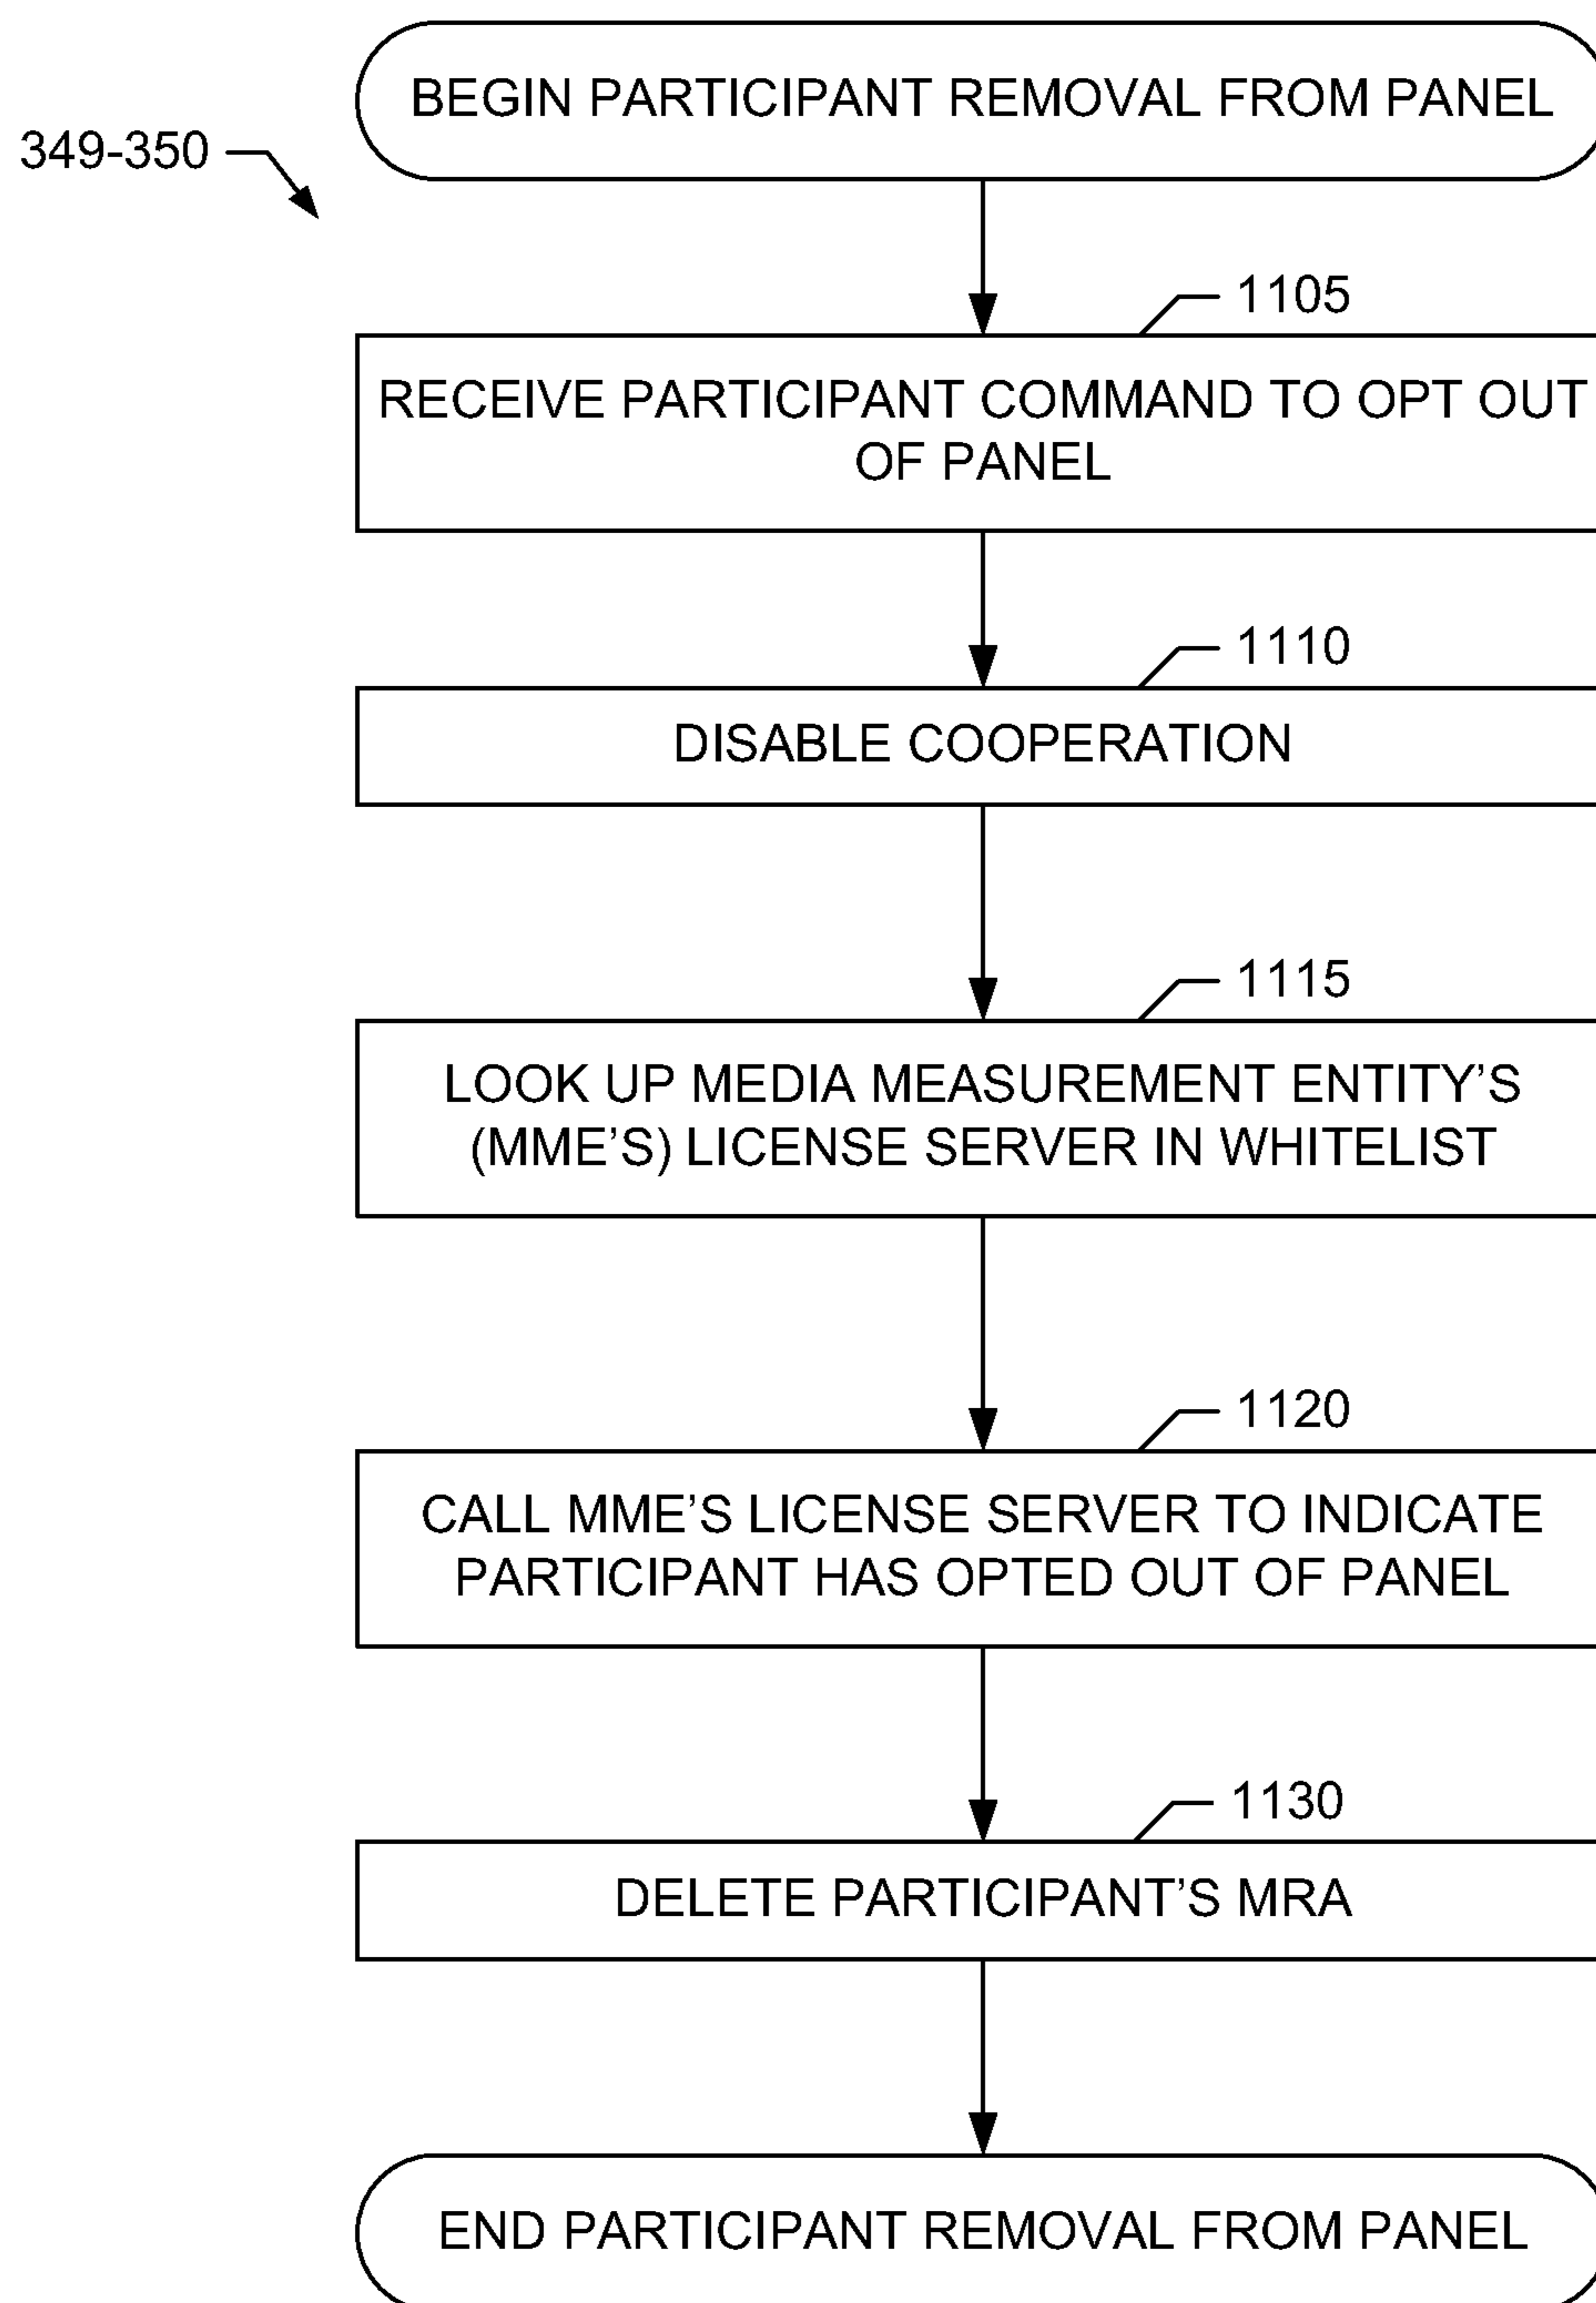 BEGIN PARTICIPANT REMOVAL FROM PANEL
349-350
1105
RECEIVE PARTICIPANT COMMAND TO OPT OUT
OF PANEL
1110
DISABLE COOPERATION
1115
LOOK UP MEDIA MEASUREMENT ENTITY’S
(MME’S) LICENSE SERVER IN WHITELIST
1120
CALL MME’S LICENSE SERVER TO INDICATE
PARTICIPANT HAS OPTED OUT OF PANEL
1130
DELETE PARTICIPANT’S MRA
END PARTICIPANT REMOVAL FROM PANEL